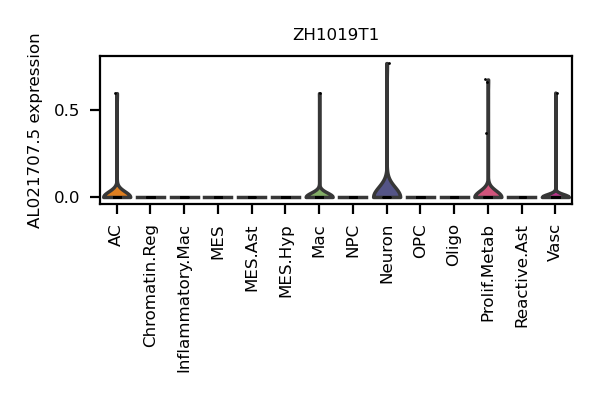 ZH1019T1
AL021707.5 expression
0.5
0.0
AC
Chromatin.Reg
Inflammatory.Mac
MES
MES.Ast
MES.Hyp
Mac
NPC
Neuron
OPC
Oligo
Prolif.Metab
Reactive.Ast
Vasc